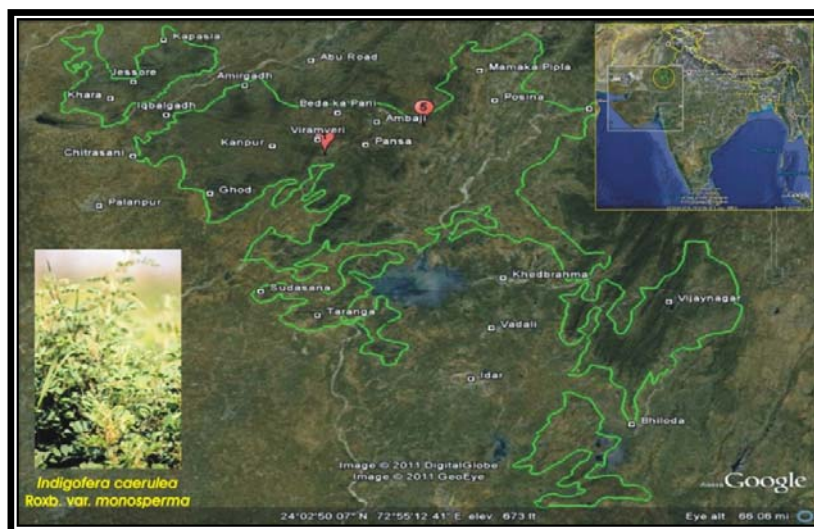 Kapasia
Abu Road
Jessore
Amirgadh
Mamaka Pipla
Khara
Iqbalgadh
Posina
Beda ka Pani
5
Ambaji
Viramveri
Kanpur
Pansa
Chitrasani
Ghod
Palanpur
Khedbrahma
Sudasana
Vijaynagar
Taranga
Vadali
Idar
Bhiloda
Indigofera caerulea
Roxb. var. monosperma
Image © 2011 DigitalGlobe
Image © 2011 GeoEye
Google
24°02'50.07" N 72°55'12.41" E elev 673 ft
Eye alt 66.06 mi